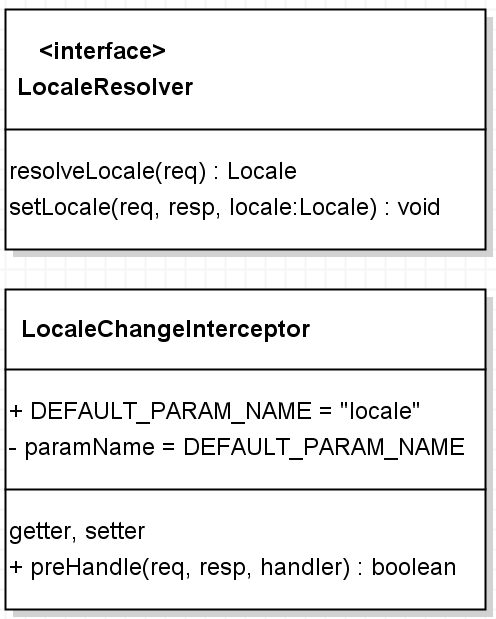 <interface>
LocaleResolver
resolveLocale(req) : Locale
setLocale(req, resp, locale:Locale) : void
LocaleChangeInterceptor
+ DEFAULT_PARAM_NAME = "locale"
- paramName = DEFAULT_PARAM_NAME
getter, setter
+ preHandle(req, resp, handler) : boolean